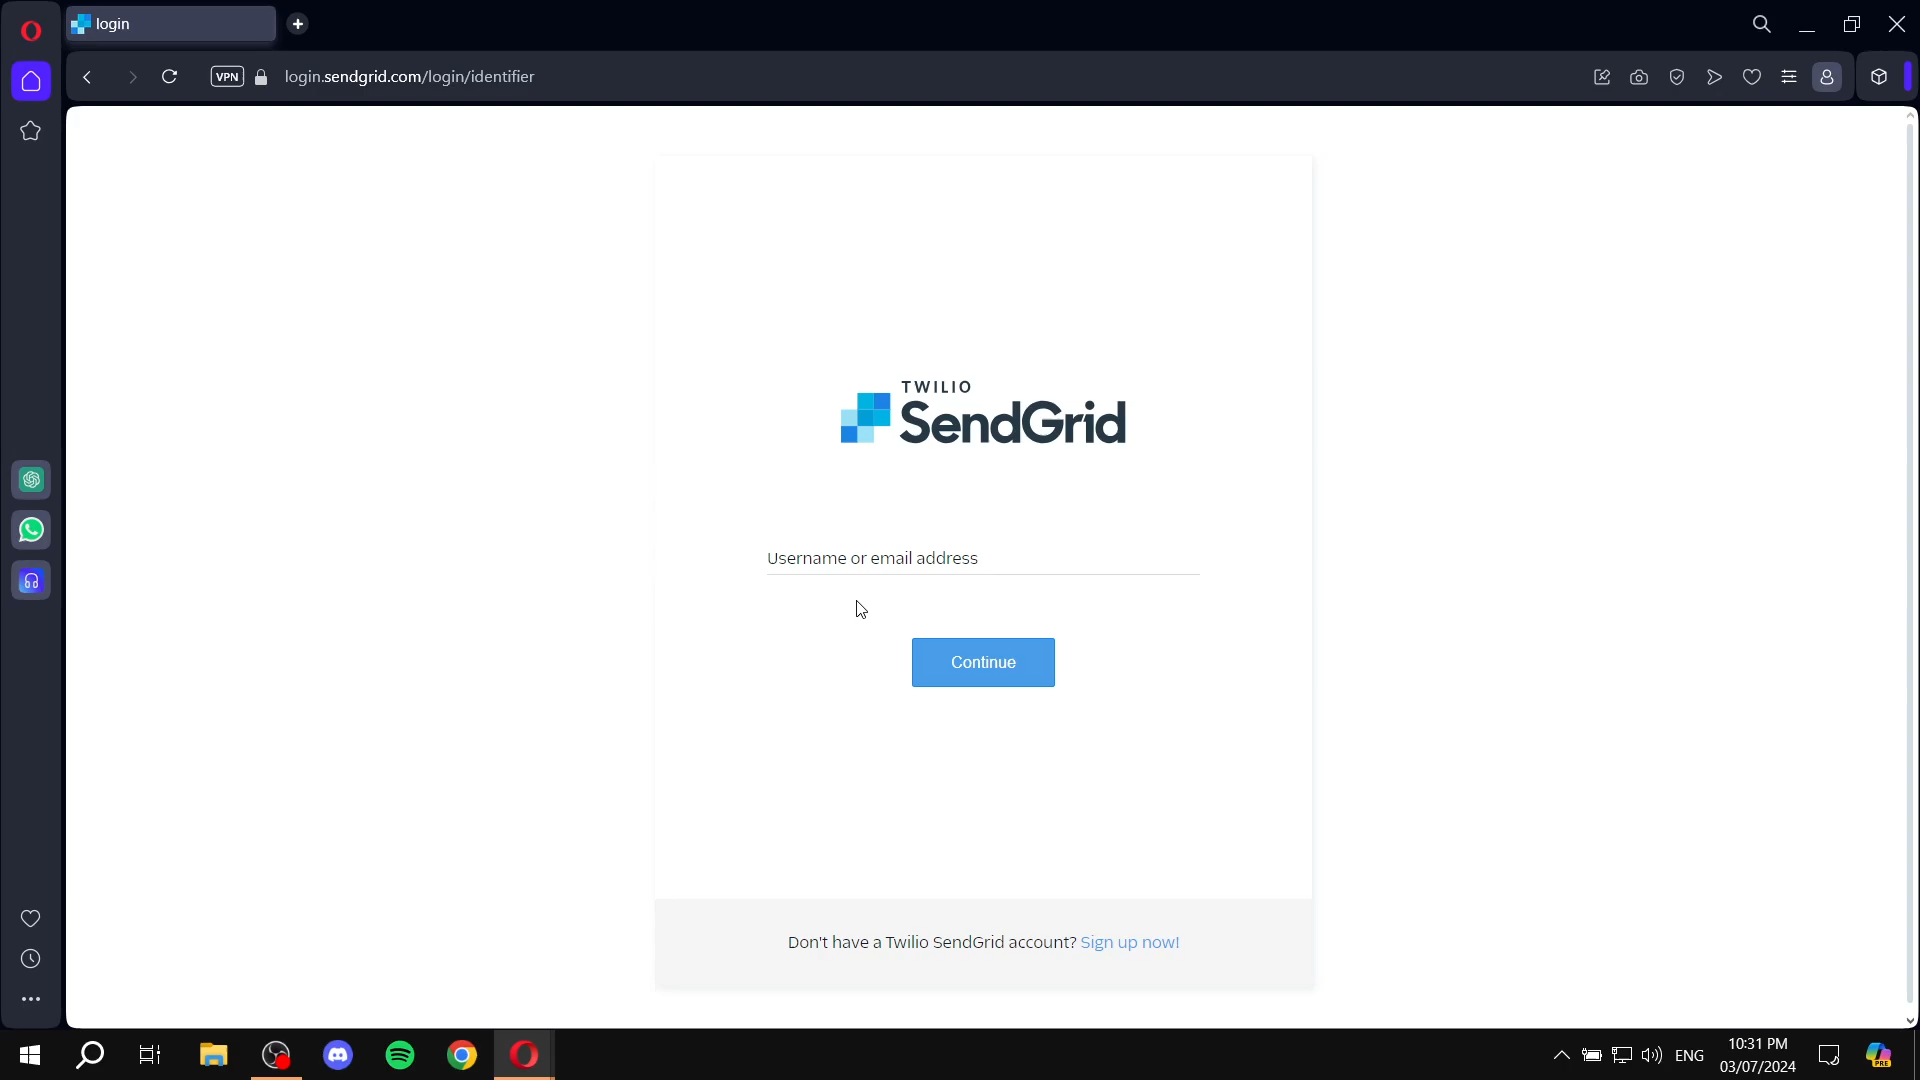 login
VPN
login.sendgrid.com/login/identifier
TWILIO
SendGrid
Username or email address
Continue
Don't have a Twilio SendGrid account? Sign up now!
ENG
10:31 PM
03/07/2024
PRE